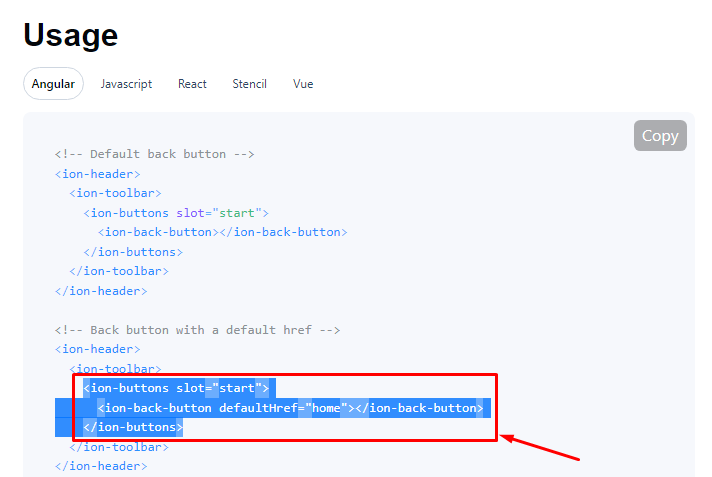 Usage
Angular Javascript React Stencil Vue
Copy
<!-- Default back button -->
<ion-header>
  <ion-toolbar>
    <ion-buttons slot="start">
      <ion-back-button></ion-back-button>
    </ion-buttons>
  </ion-toolbar>
</ion-header>
<!-- Back button with a default href -->
<ion-header>
  <ion-toolbar>
    <ion-buttons slot="start">
      <ion-back-button defaultHref="home"></ion-back-button>
    </ion-buttons>
  </ion-toolbar>
</ion-header>